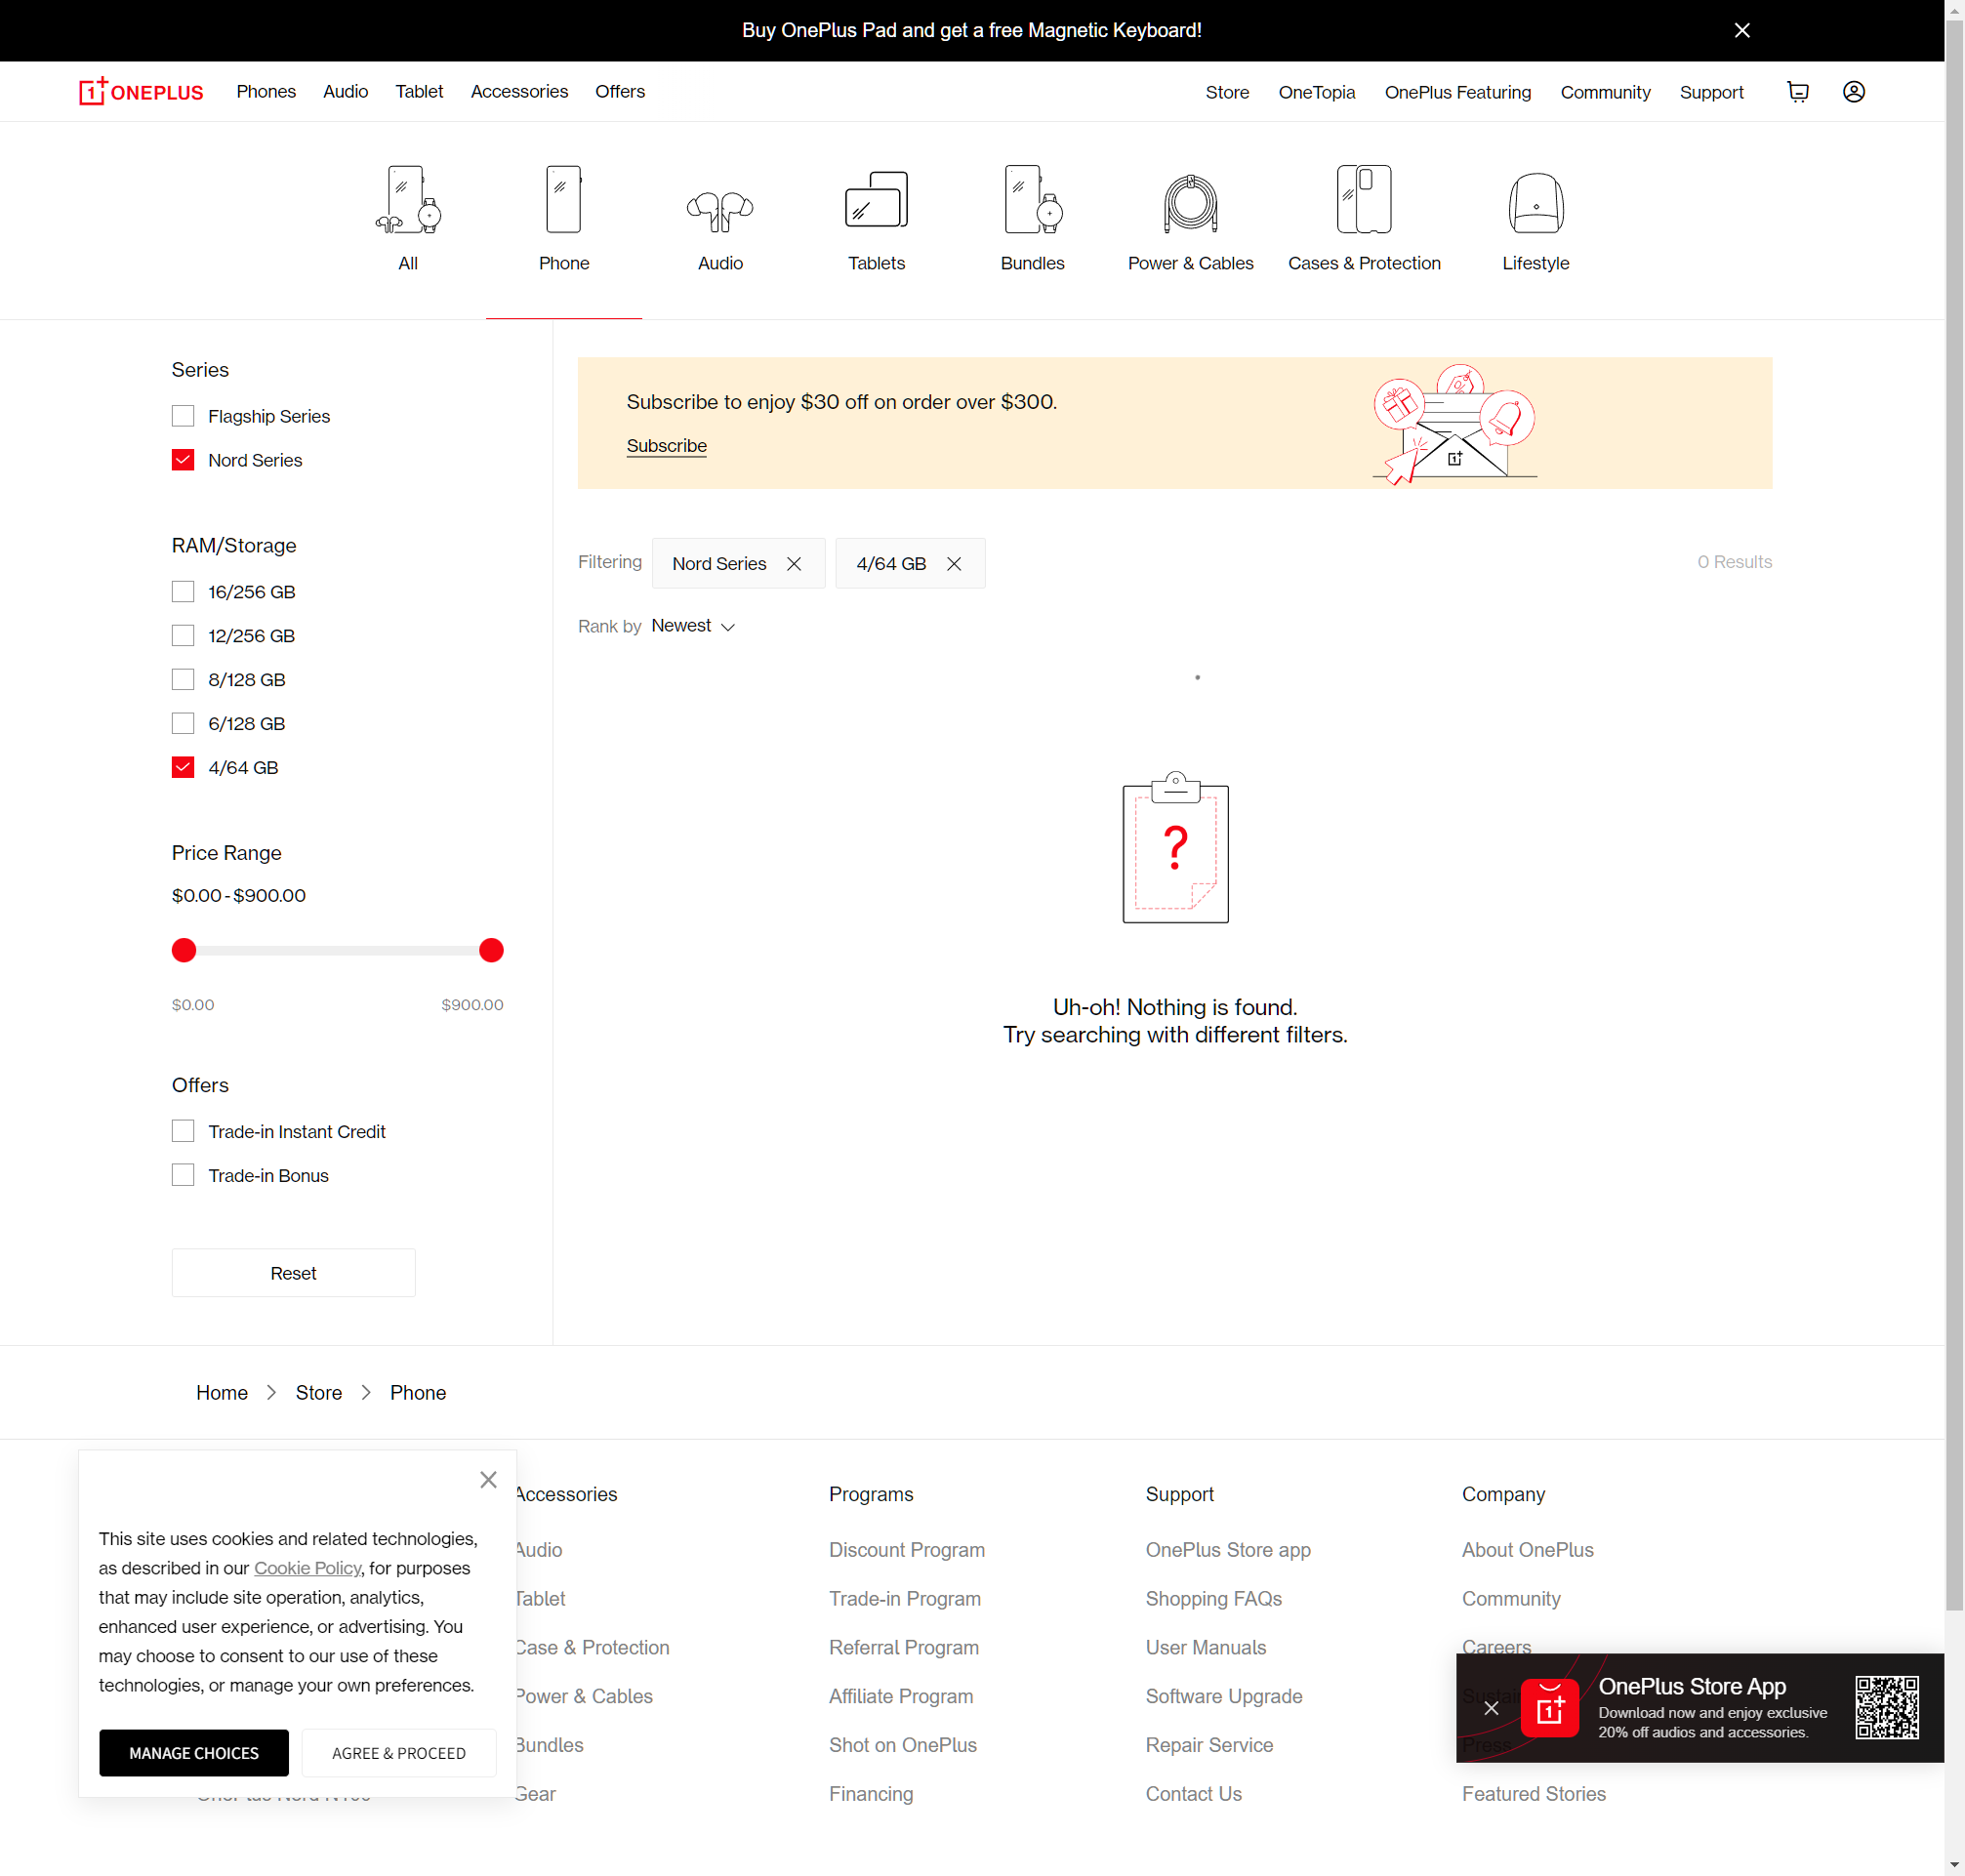 Buy OnePlus Pad and get a free Magnetic Keyboard!
ONEPLUS Phones Audio Tablet Accessories Offers Store OneTopia OnePlus Featuring Community Support
All Phone Audio Tablets Bundles Power & Cables Cases & Protection Lifestyle
Series
Flagship Series
Nord Series
RAM/Storage
16/256 GB
12/256 GB
8/128 GB
6/128 GB
4/64 GB
Price Range
$0.00 - $900.00
$0.00 $900.00
Offers
Trade-in Instant Credit
Trade-in Bonus
Reset
Subscribe to enjoy $30 off on order over $300.
Subscribe
Filtering Nord Series 4/64 GB 0 Results
Rank by Newest
?
Uh-oh! Nothing is found.
Try searching with different filters.
Home Store Phone
This site uses cookies and related technologies,
as described in our Cookie Policy, for purposes
that may include site operation, analytics,
enhanced user experience, or advertising. You
may choose to consent to our use of these
technologies, or manage your own preferences.
MANAGE CHOICES AGREE & PROCEED
Accessories
Audio
Tablet
Case & Protection
Power & Cables
Bundles
Gear
Programs
Discount Program
Trade-in Program
Referral Program
Affiliate Program
Shot on OnePlus
Financing
Support
OnePlus Store app
Shopping FAQs
User Manuals
Software Upgrade
Repair Service
Contact Us
Company
About OnePlus
Community
Careers
Press
Featured Stories
OnePlus Store App
Download now and enjoy exclusive
20% off audios and accessories.